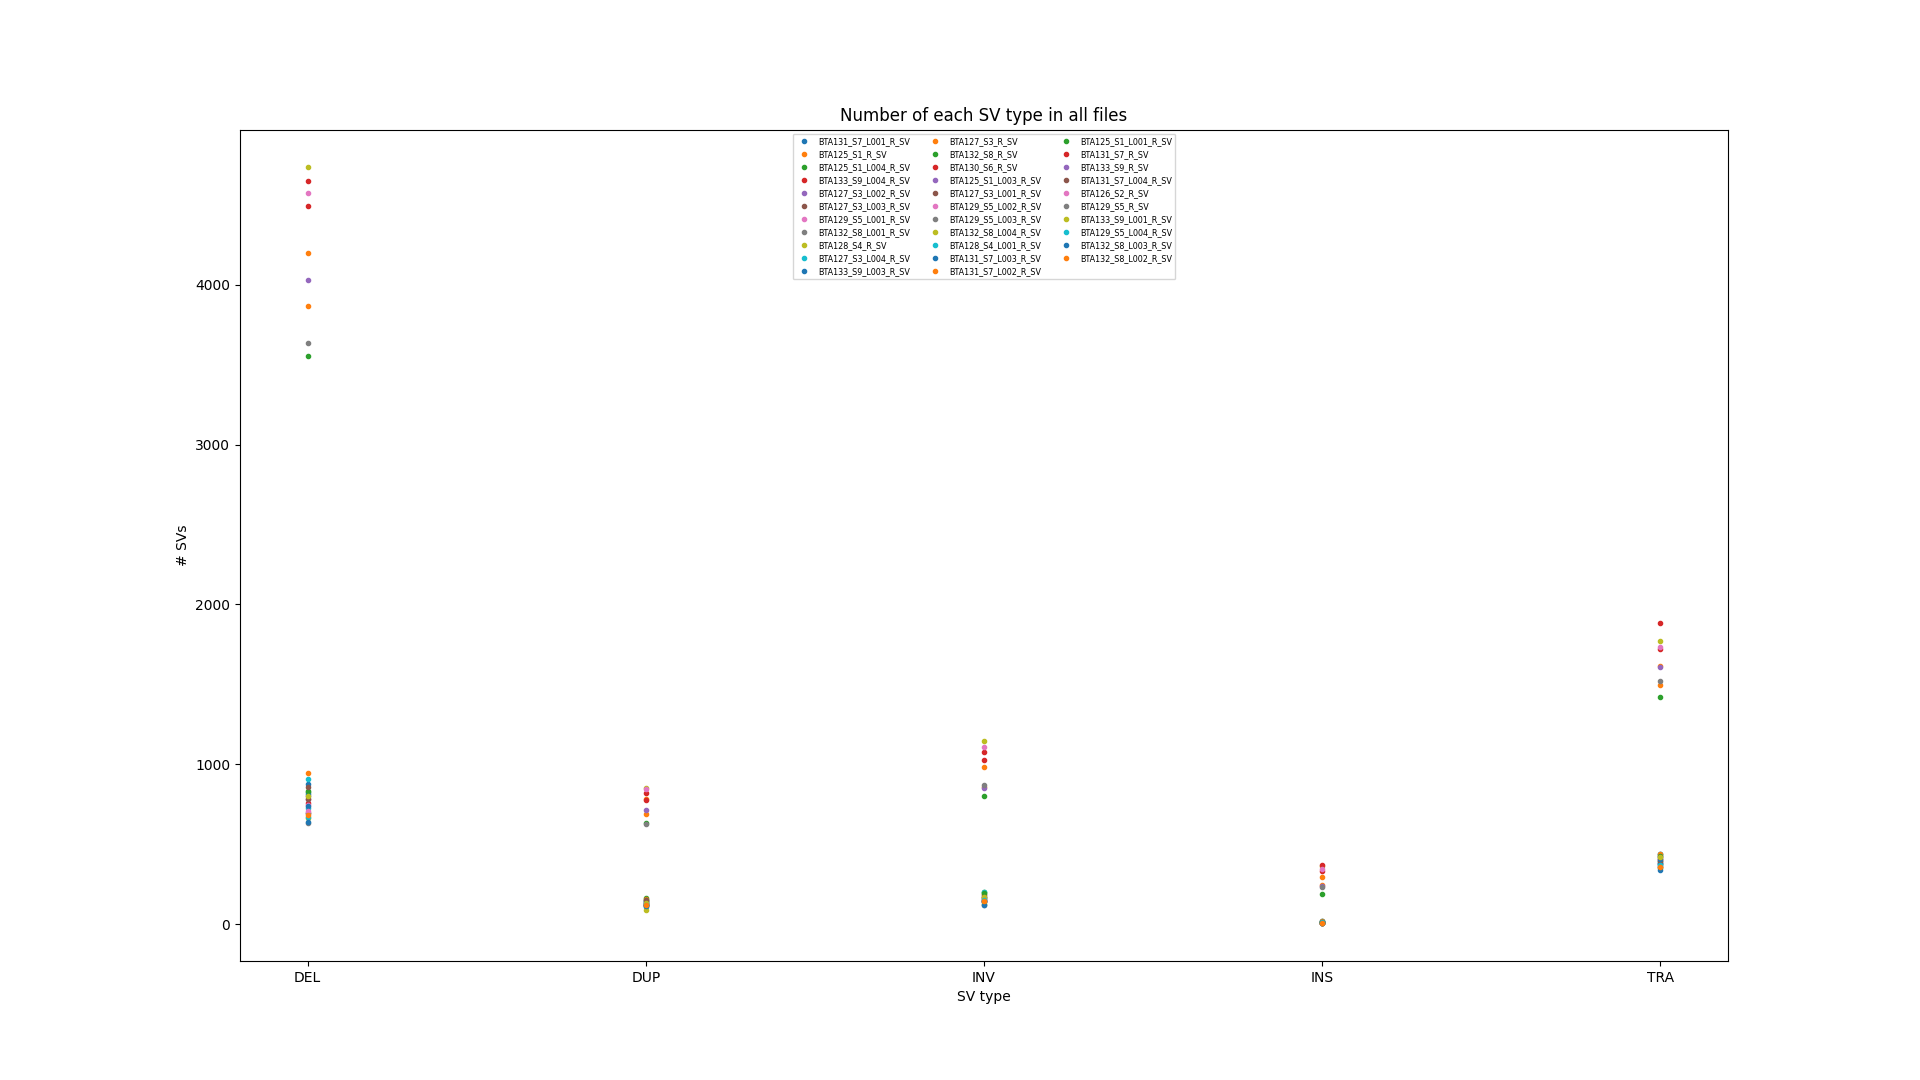 Number of each SV type in all files
BTA131_S7_L001_R_SV
BTA125_S1_R_SV
BTA125_S1_L004_R_SV
BTA133_S9_L004_R_SV
BTA127_S3_L002_R_SV
BTA127_S3_L003_R_SV
BTA129_S5_L001_R_SV
BTA132_S8_L001_R_SV
BTA128_S4_R_SV
BTA127_S3_L004_R_SV
BTA133_S9_L003_R_SV
BTA127_S3_R_SV
BTA132_S8_R_SV
BTA130_S6_R_SV
BTA125_S1_L003_R_SV
BTA127_S3_L001_R_SV
BTA129_S5_L002_R_SV
BTA129_S5_L003_R_SV
BTA132_S8_L004_R_SV
BTA128_S4_L001_R_SV
BTA131_S7_L003_R_SV
BTA131_S7_L002_R_SV
BTA125_S1_L001_R_SV
BTA131_S7_R_SV
BTA133_S9_R_SV
BTA131_S7_L004_R_SV
BTA126_S2_R_SV
BTA129_S5_R_SV
BTA133_S9_L001_R_SV
BTA129_S5_L004_R_SV
BTA132_S8_L003_R_SV
BTA132_S8_L002_R_SV
# SVs
4000
3000
2000
1000
0
DEL
DUP
INV
INS
TRA
SV type